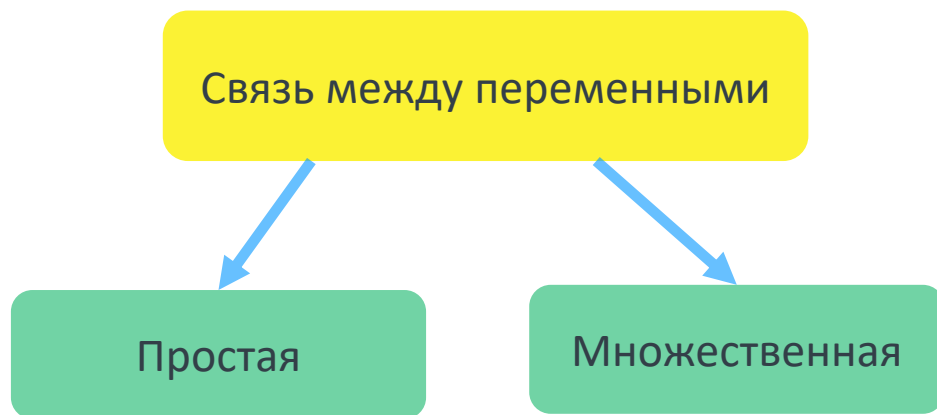 Связь между переменными
Простая
Множественная